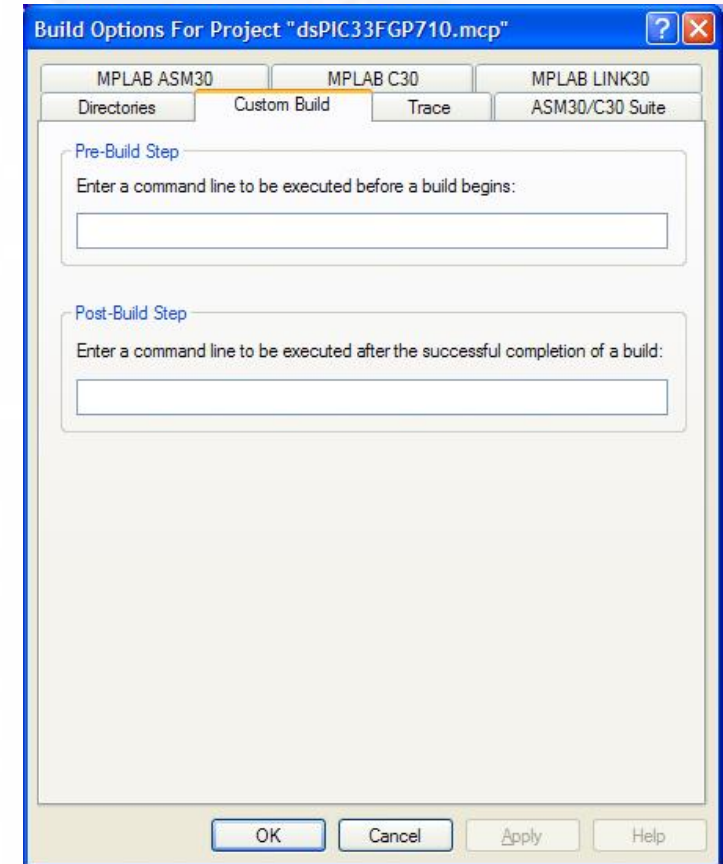 Build Options For Project "dsPIC33FGP710.mcp"
MPLAB ASM30 MPLAB C30 MPLAB LINK30
Directories Custom Build Trace ASM30/C30 Suite
Pre-Build Step
Enter a command line to be executed before a build begins:
Post-Build Step
Enter a command line to be executed after the successful completion of a build:
OK Cancel Apply Help